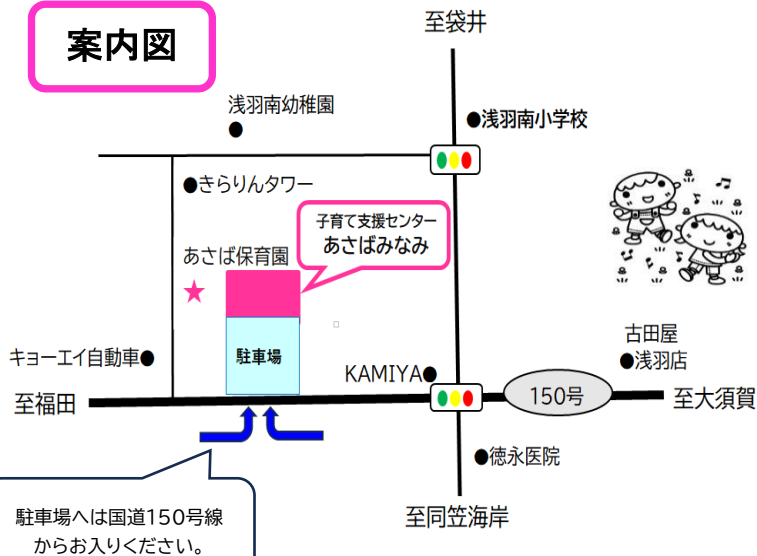 案内図
至袋井
浅羽南幼稚園
●浅羽南小学校
●きらりんタワー
子育て支援センター
あさばみなみ
あさば保育園
★
古田屋
●浅羽店
キョーエイ自動車●
駐車場
KAMIYA●
至福田
150号
至大須賀
●徳永医院
至同笠海岸
駐車場へは国道150号線
からお入りください。